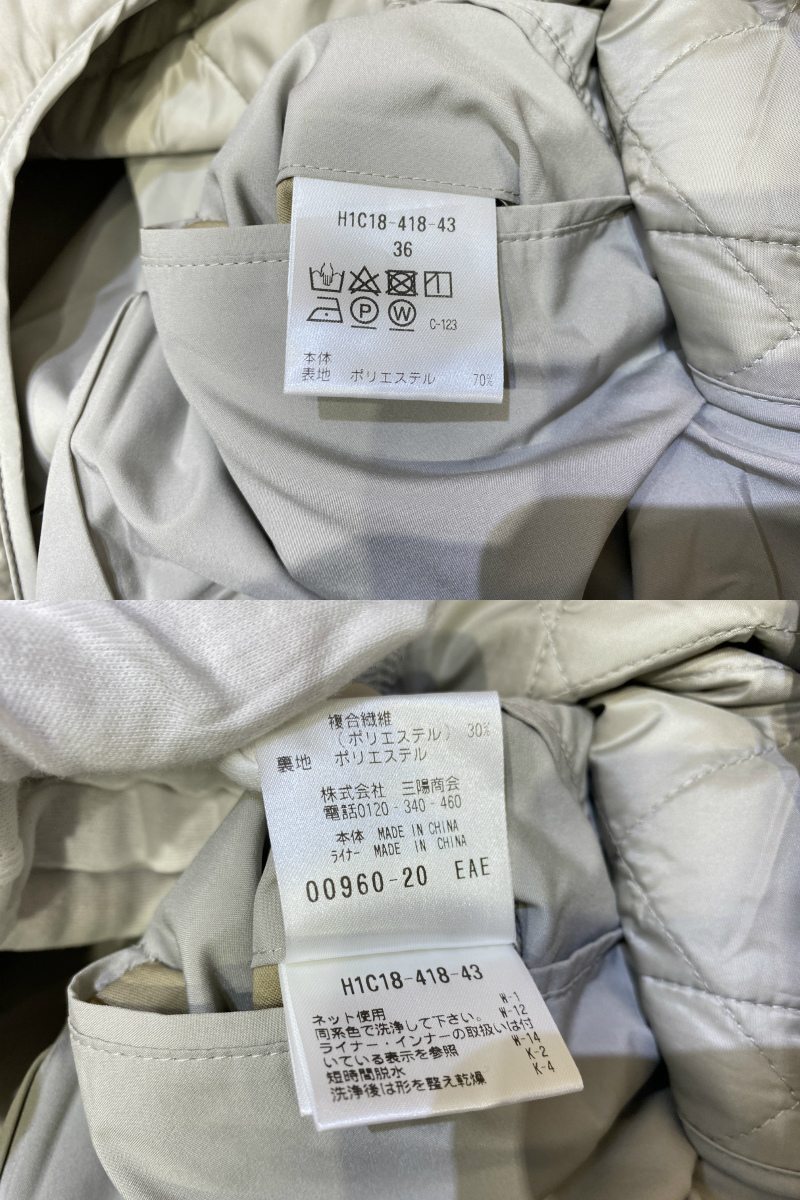 H1C18-418-43
36
P W
C-123
本体
表地 ポリエステル 70%
複合繊維
(ポリエステル) 30%
裏地 ポリエステル
株式会社 三陽商会
電話0120-340-460
本体 MADE IN CHINA
ライナー MADE IN CHINA
00960-20 EAE
H1C18-418-43
ネット使用 W-1
同系色で洗浄して下さい。 W-12
ライナー・インナーの取扱いは付
いている表示を参照 W-14
短時間脱水 K-2
洗浄後は形を整え乾燥 K-4